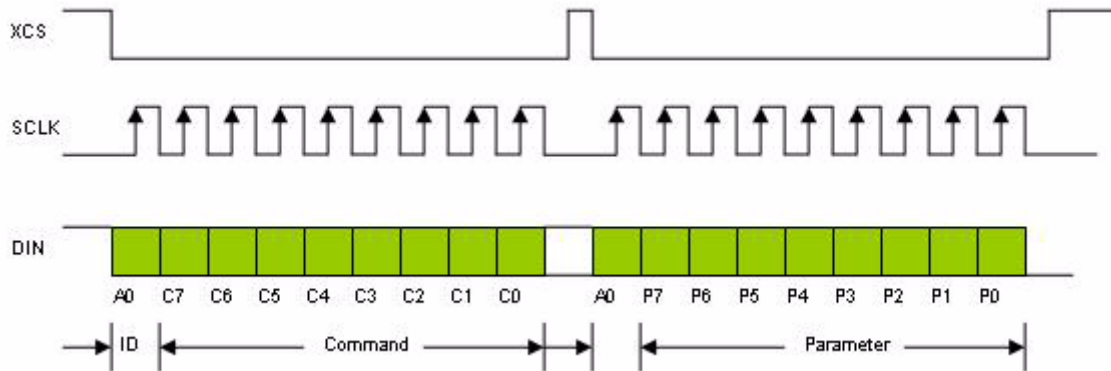 XCS
SCLK
DIN
A0 C7 C6 C5 C4 C3 C2 C1 C0 A0 P7 P6 P5 P4 P3 P2 P1 P0
ID Command Parameter